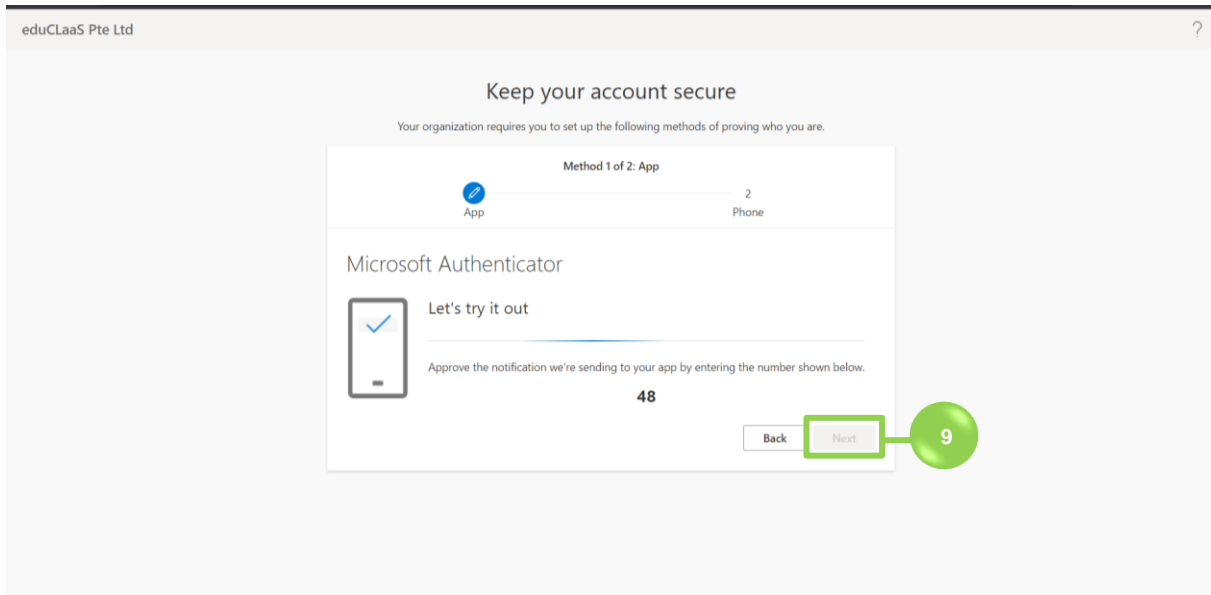 eduCLaaS Pte Ltd
?
Keep your account secure
Your organization requires you to set up the following methods of proving who you are.
Method 1 of 2: App
2
App
Phone
Microsoft Authenticator
Let's try it out
Approve the notification we're sending to your app by entering the number shown below.
48
Back
Next
9